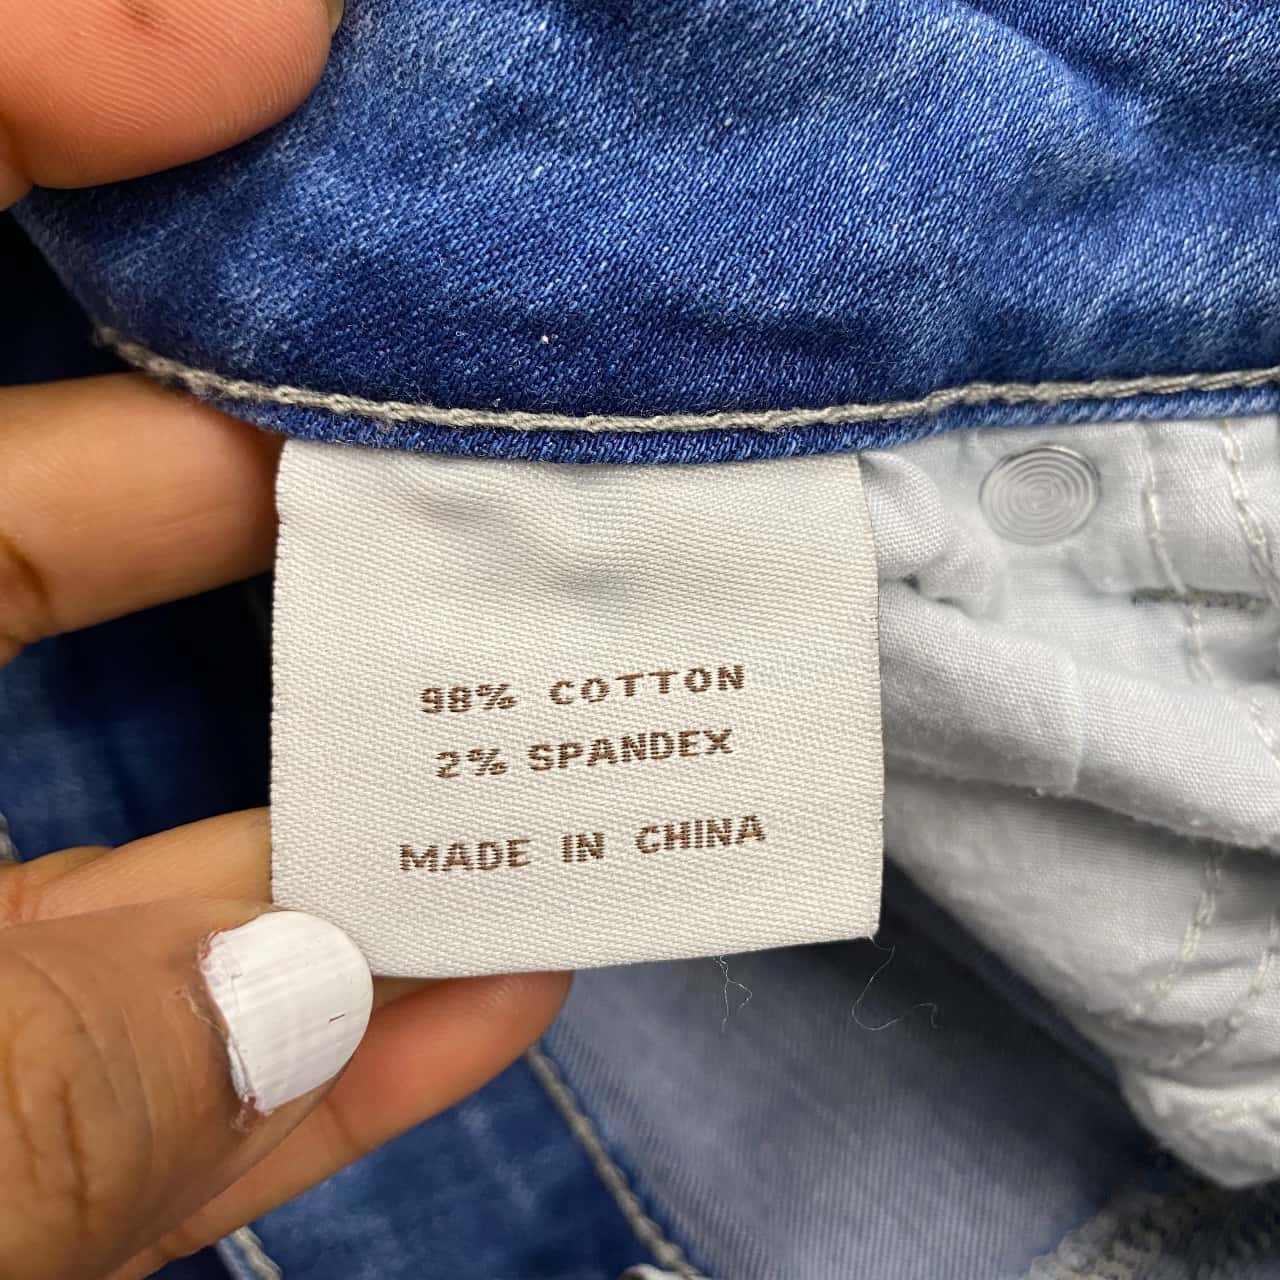 98% COTTON
2% SPANDEX
MADE IN CHINA